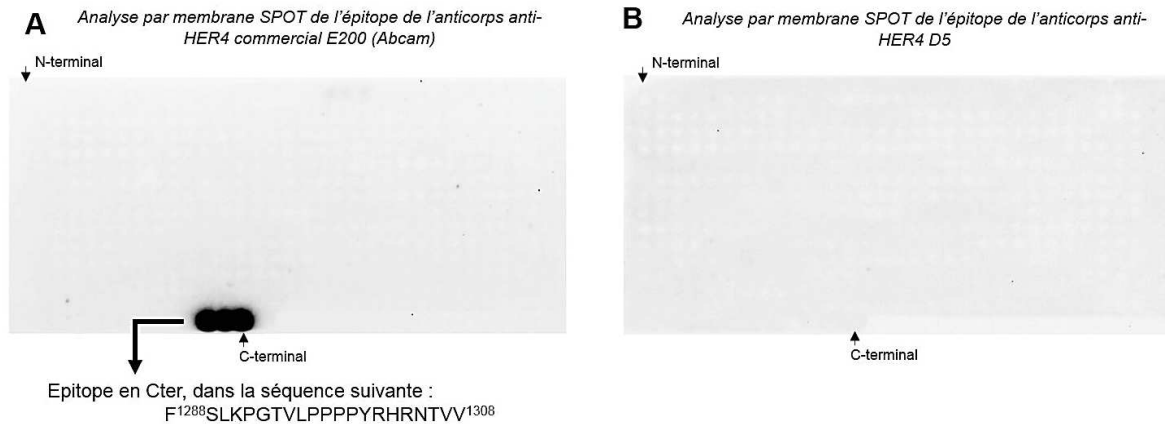 A
Analyse par membrane SPOT de l’épitope de l’anticorps anti-
HER4 commercial E200 (Abcam)
N-terminal
C-terminal
Epitope en Cter, dans la séquence suivante :
F¹²⁸⁸SLKPGTVLPPPPYRHRNTVV¹³⁰⁸
B
Analyse par membrane SPOT de l’épitope de l’anticorps anti-
HER4 D5
N-terminal
C-terminal